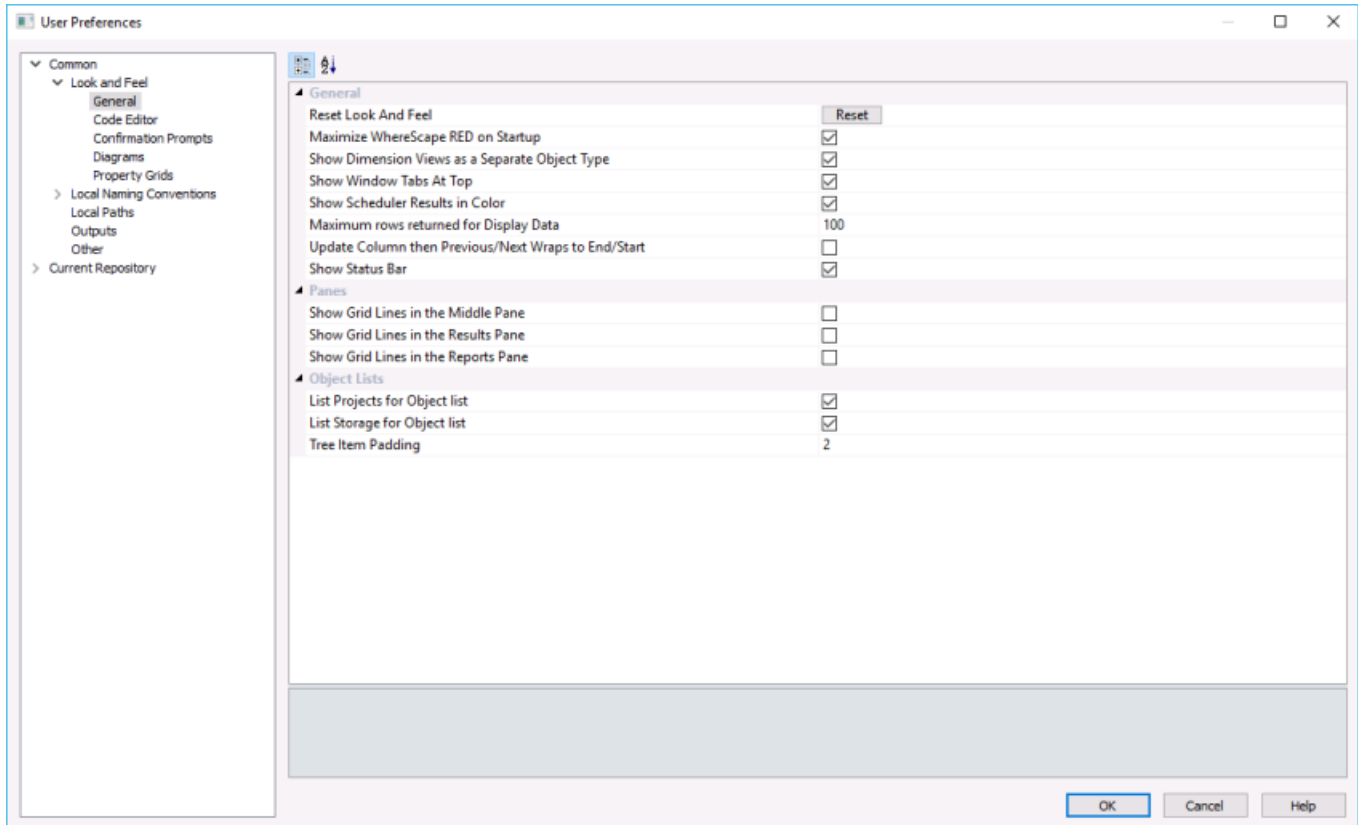 User Preferences
Common
Look and Feel
General
Code Editor
Confirmation Prompts
Diagrams
Property Grids
Local Naming Conventions
Local Paths
Outputs
Other
Current Repository
General
Reset Look And Feel Reset
Maximize WhereScape RED on Startup
Show Dimension Views as a Separate Object Type
Show Window Tabs At Top
Show Scheduler Results in Color
Maximum rows returned for Display Data 100
Update Column then Previous/Next Wraps to End/Start
Show Status Bar
Panes
Show Grid Lines in the Middle Pane
Show Grid Lines in the Results Pane
Show Grid Lines in the Reports Pane
Object Lists
List Projects for Object list
List Storage for Object list
Tree Item Padding 2
OK Cancel Help